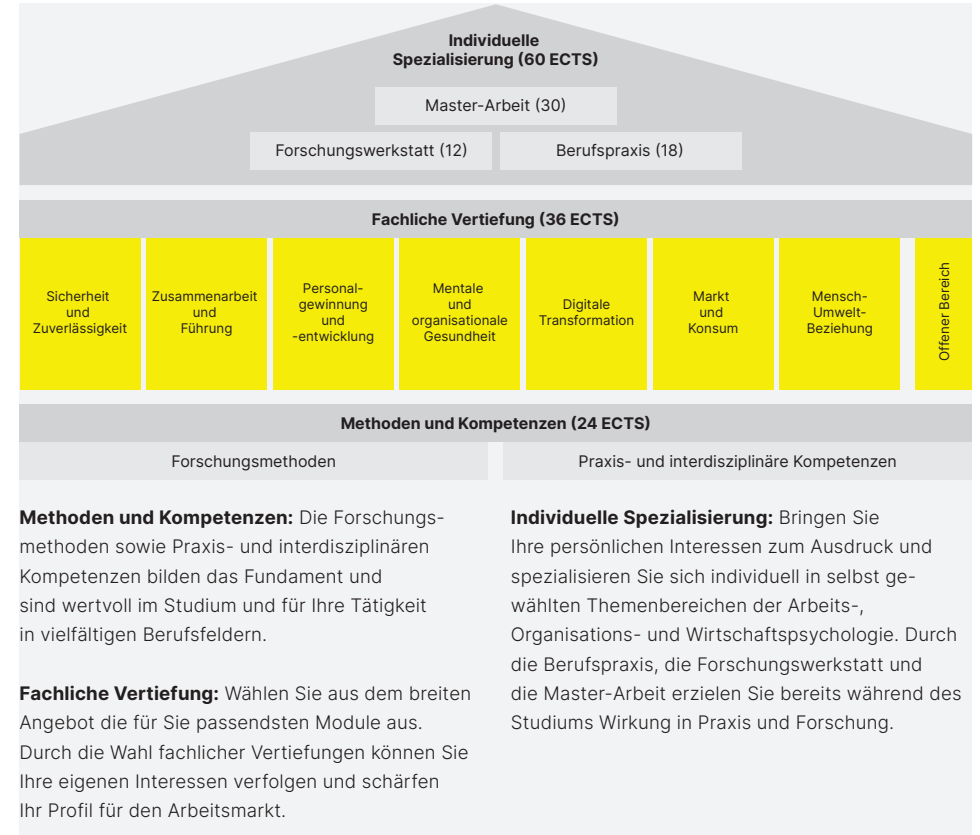 Individuelle
Spezialisierung (60 ECTS)
Master-Arbeit (30)
Forschungswerkstatt (12)
Berufspraxis (18)
Fachliche Vertiefung (36 ECTS)
Sicherheit
und
Zuverlässigkeit
Zusammenarbeit
und
Führung
Personal-
gewinnung
und
-entwicklung
Mentale
und
organisationale
Gesundheit
Digitale
Transformation
Markt
und
Konsum
Mensch-
Umwelt-
Beziehung
Offener Bereich
Methoden und Kompetenzen (24 ECTS)
Forschungsmethoden
Praxis- und interdisziplinäre Kompetenzen
Methoden und Kompetenzen: Die Forschungs-
methoden sowie Praxis- und interdisziplinären
Kompetenzen bilden das Fundament und
sind wertvoll im Studium und für Ihre Tätigkeit
in vielfältigen Berufsfeldern.
Fachliche Vertiefung: Wählen Sie aus dem breiten
Angebot die für Sie passendsten Module aus.
Durch die Wahl fachlicher Vertiefungen können Sie
Ihre eigenen Interessen verfolgen und schärfen
Ihr Profil für den Arbeitsmarkt.
Individuelle Spezialisierung: Bringen Sie
Ihre persönlichen Interessen zum Ausdruck und
spezialisieren Sie sich individuell in selbst ge-
wählten Themenbereichen der Arbeits-,
Organisations- und Wirtschaftspsychologie. Durch
die Berufspraxis, die Forschungswerkstatt und
die Master-Arbeit erzielen Sie bereits während des
Studiums Wirkung in Praxis und Forschung.